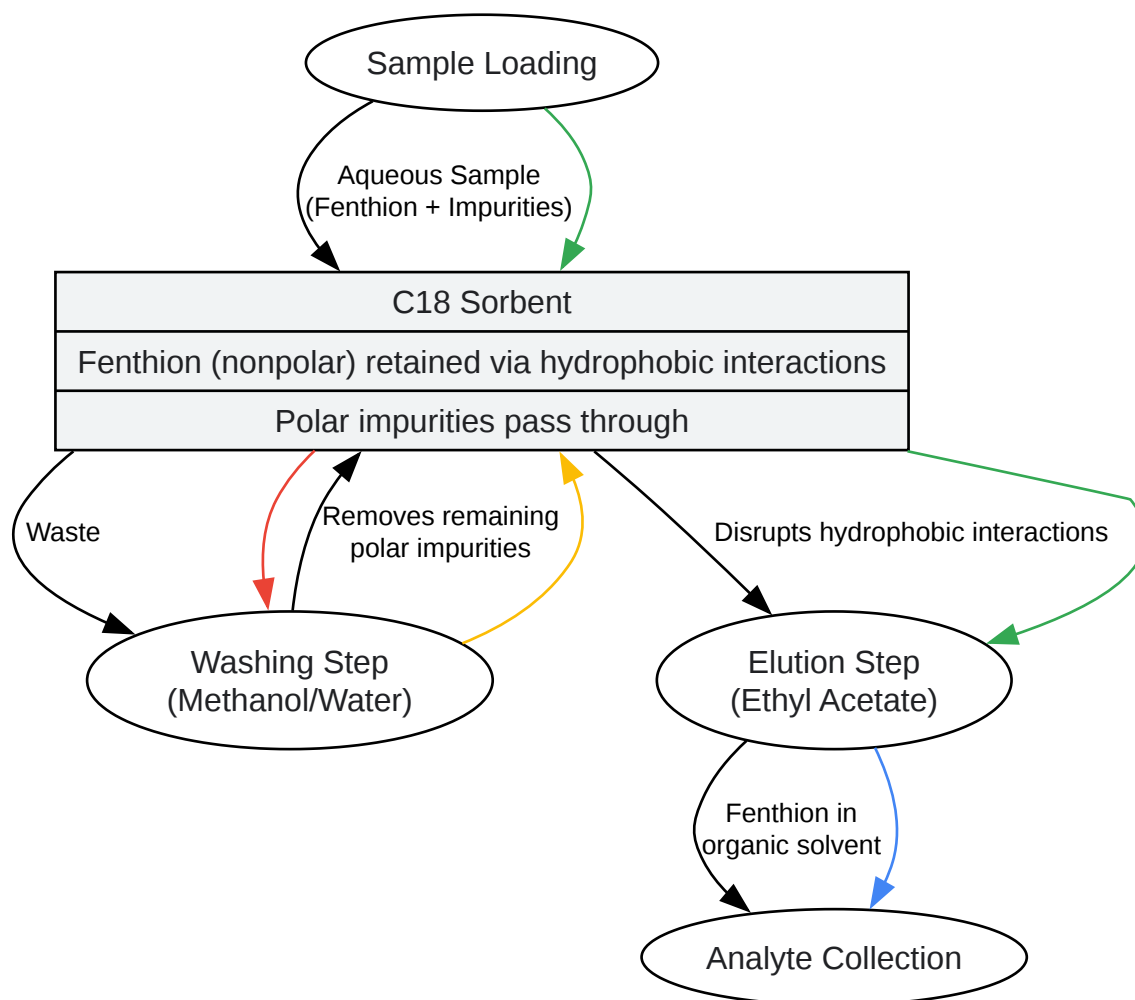 Sample Loading
Aqueous Sample
(Fenthion + Impurities)
C18 Sorbent
Fenthion (nonpolar) retained via hydrophobic interactions
Polar impurities pass through
Waste
Removes remaining
polar impurities
Disrupts hydrophobic interactions
Washing Step
(Methanol/Water)
Elution Step
(Ethyl Acetate)
Fenthion in
organic solvent
Analyte Collection